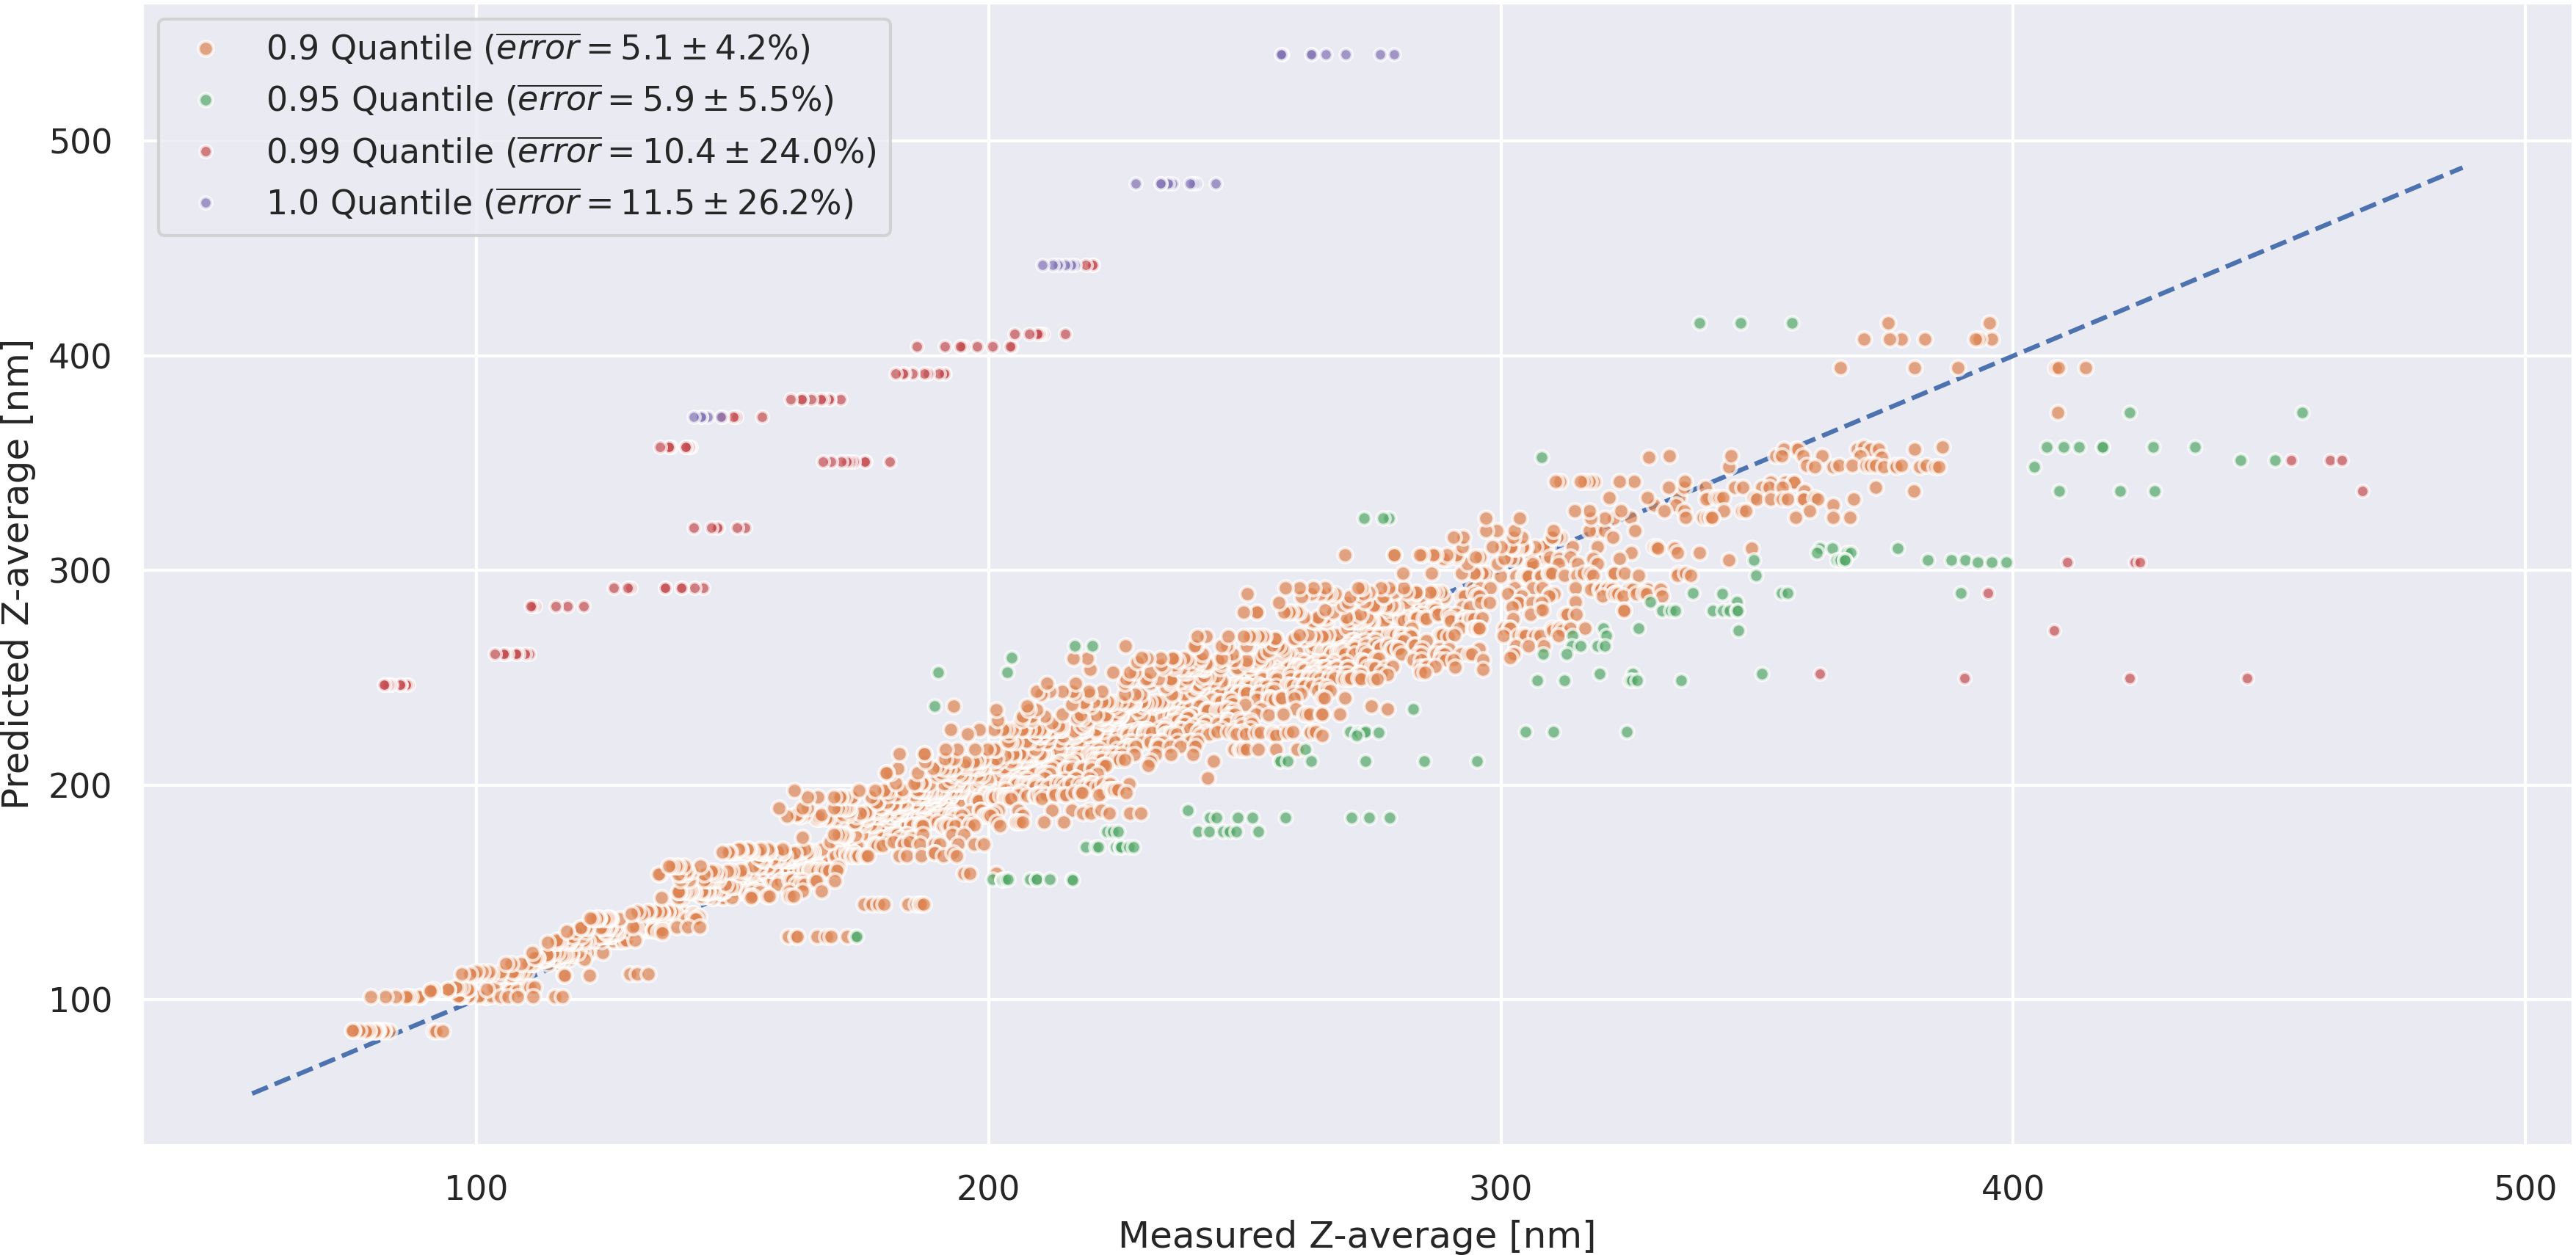 0.9 Quantile (error = 5.1 ± 4.2%)
0.95 Quantile (error = 5.9 ± 5.5%)
0.99 Quantile (error = 10.4 ± 24.0%)
1.0 Quantile (error = 11.5 ± 26.2%)
Predicted Z-average [nm]
500
400
300
200
100
100 200 300 400 500
Measured Z-average [nm]